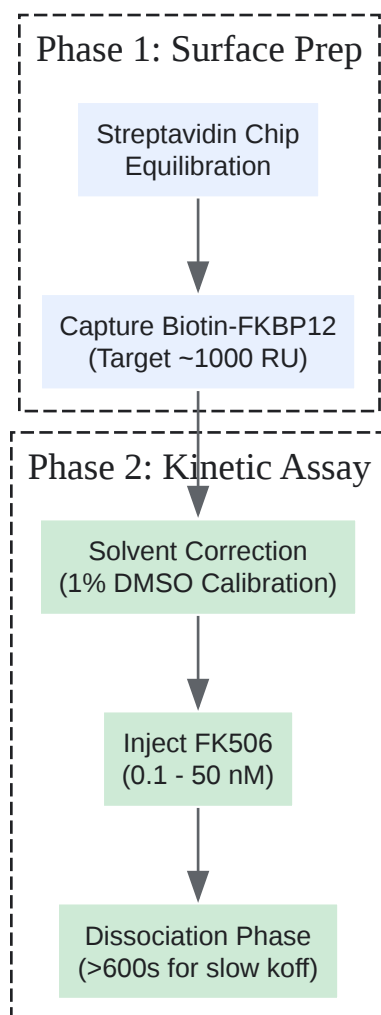 Phase 1: Surface Prep
Streptavidin Chip
Equilibration
Capture Biotin-FKBP12
(Target ~1000 RU)
Phase 2: Kinetic Assay
Solvent Correction
(1% DMSO Calibration)
Inject FK506
(0.1 - 50 nM)
Dissociation Phase
(>600s for slow koff)